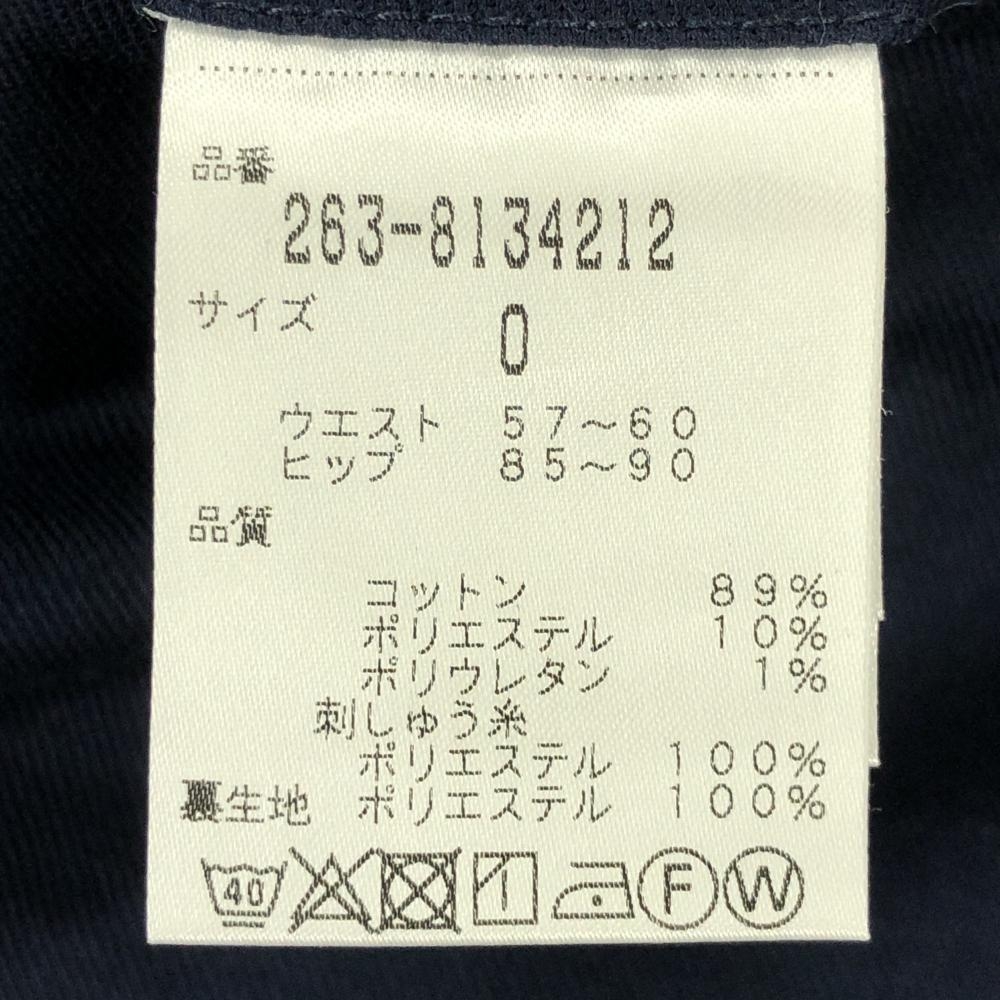 品番
263-8134212
サイズ
0
ウエスト 57～60
ヒップ 85～90
品質
コットン 89%
ポリエステル 10%
ポリウレタン 1%
刺しゅう糸
ポリエステル 100%
裏生地 ポリエステル 100%
40 F W